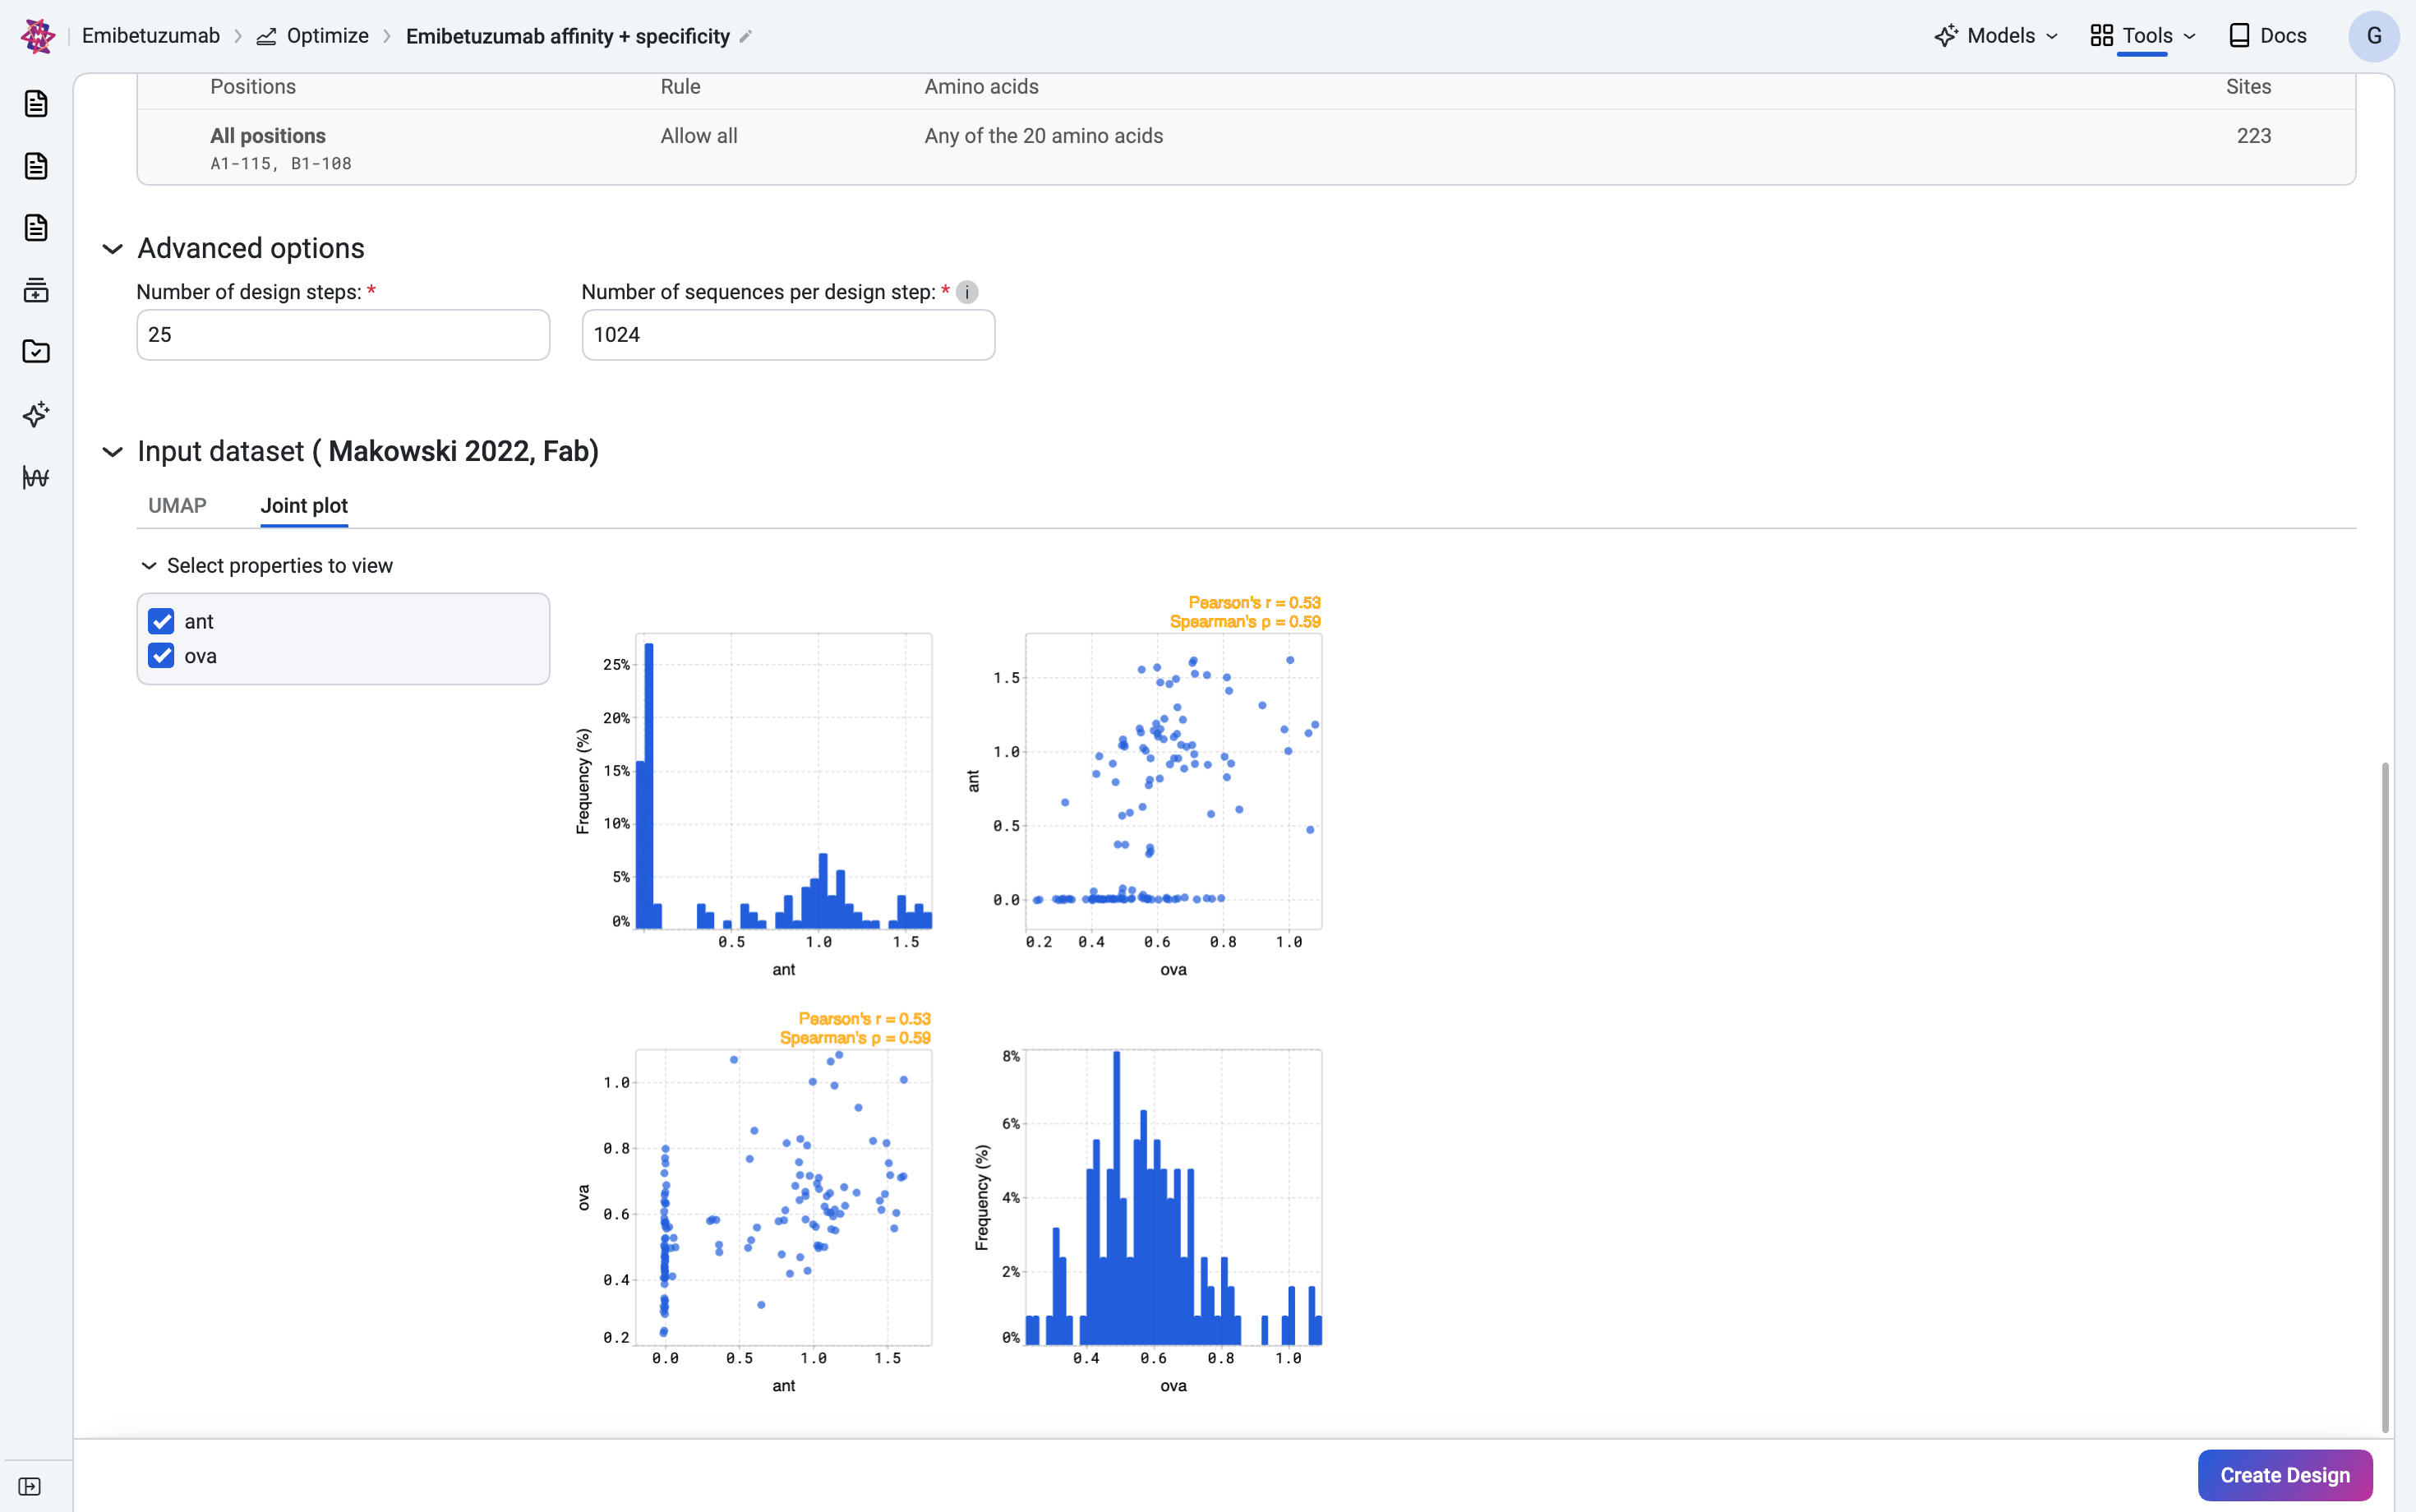 Emibetuzumab > Optimize > Emibetuzumab affinity + specificity
Models
Tools
Docs
G
Positions Rule Amino acids Sites
All positions Allow all Any of the 20 amino acids 223
A1-115, B1-108
Advanced options
Number of design steps: * Number of sequences per design step: * i
25 1024
Input dataset ( Makowski 2022, Fab)
UMAP Joint plot
Select properties to view
ant
ova
25%
20%
15%
10%
5%
0%
Frequency (%)
0.5 1.0 1.5
ant
Pearson's r = 0.53
Spearman's ρ = 0.59
1.5
1.0
0.5
0.0
ant
0.2 0.4 0.6 0.8 1.0
ova
Pearson's r = 0.53
Spearman's ρ = 0.59
1.0
0.8
0.6
0.4
0.2
ova
0.0 0.5 1.0 1.5
ant
8%
6%
4%
2%
0%
Frequency (%)
0.4 0.6 0.8 1.0
ova
Create Design